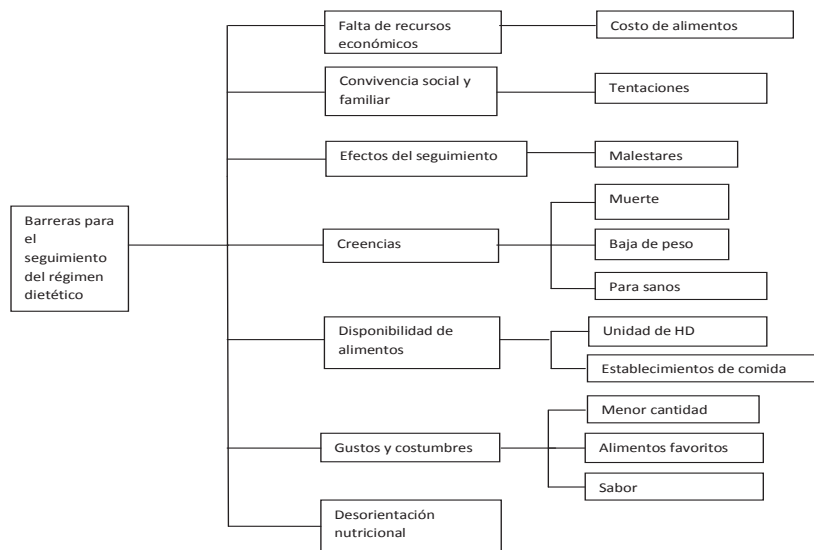 Falta de recursos
económicos
Costo de alimentos
Convivencia social y
familiar
Tentaciones
Efectos del seguimiento
Malestares
Barreras para
el
seguimiento
del régimen
dietético
Creencias
Muerte
Baja de peso
Para sanos
Disponibilidad de
alimentos
Unidad de HD
Establecimientos de comida
Gustos y costumbres
Menor cantidad
Alimentos favoritos
Sabor
Desorientación
nutricional